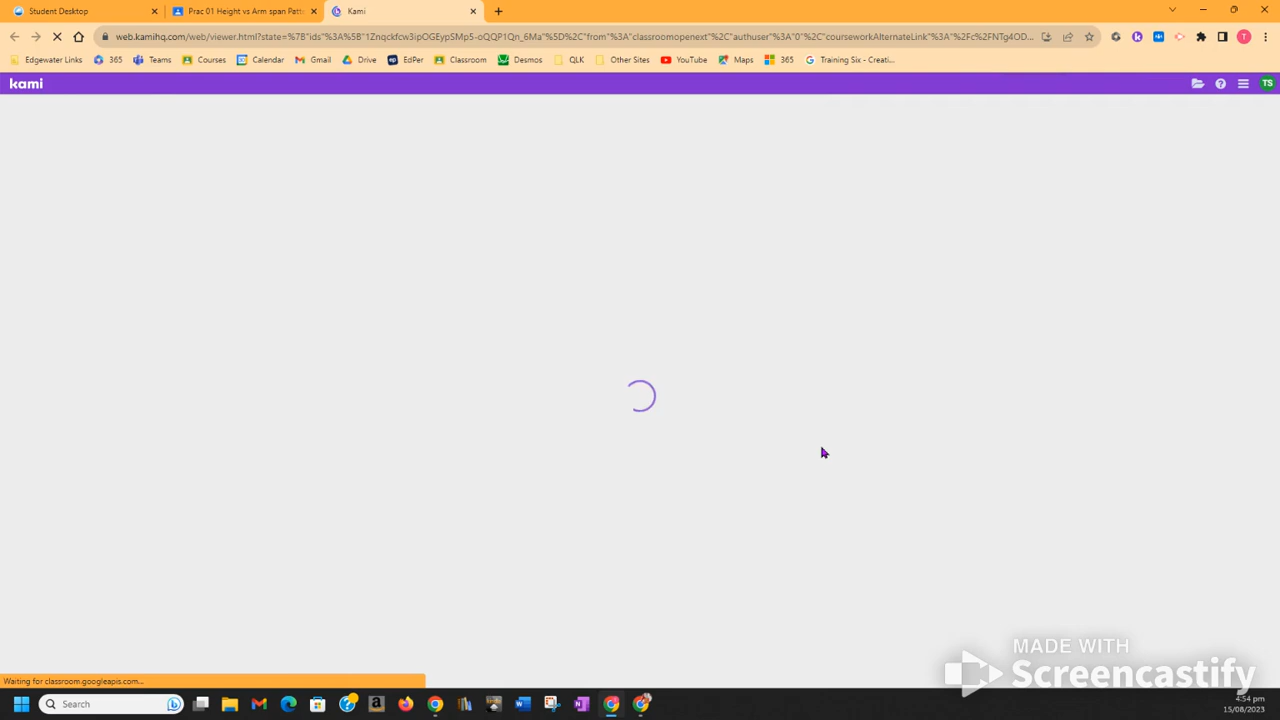 Student Desktop
Prac 01 Height vs Arm span Patt
Kami
web.kamihq.com/web/viewer.html?state=%7B"ids"%3A%5B"1Znqckfcw3ipOGEypSMp5-oQQP1Qn_6Ma"%5D%2C"from"%3A"classroomopenext"%2C"authuser"%3A"0"%2C"courseworkAlternateLink"%3A"%2Fc%2FNTg4OD...
Edgewater Links 365 Teams Courses Calendar Gmail Drive EdPer Classroom Desmos QLK Other Sites YouTube Maps 365 Training Six - Creati...
kami
TS
MADE WITH
Screencastify
Waiting for classroom.googleapis.com...
Search
4:54 pm
15/08/2023